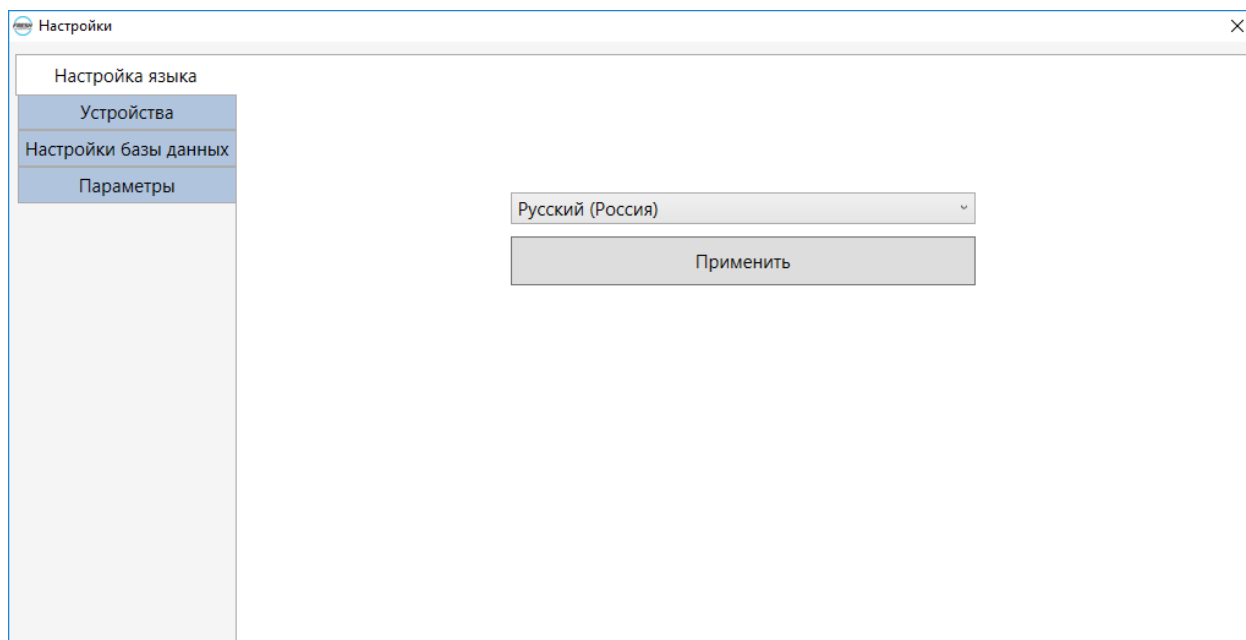 Настройки
Настройка языка
Устройства
Настройки базы данных
Параметры
Русский (Россия)
Применить